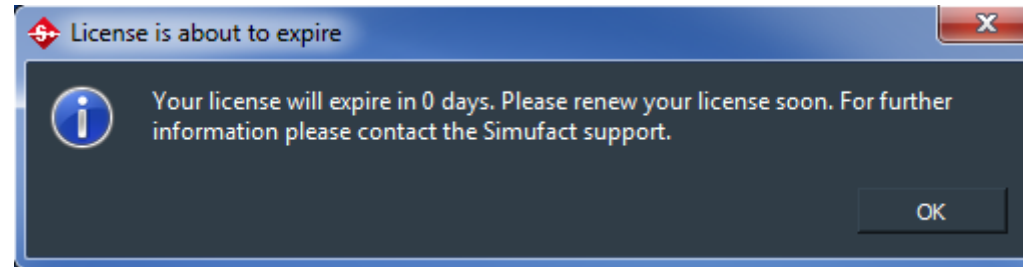 License is about to expire
Your license will expire in 0 days. Please renew your license soon. For further
information please contact the Simufact support.
OK